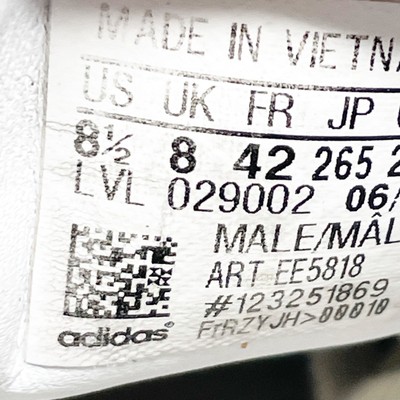 MADE IN VIETNA
US UK FR JP
8½ 8 42 265 2
LVL 029002 06/
MALE/MÂL
ART EE5818
#123251869
FrRZYJH>00010
adidas